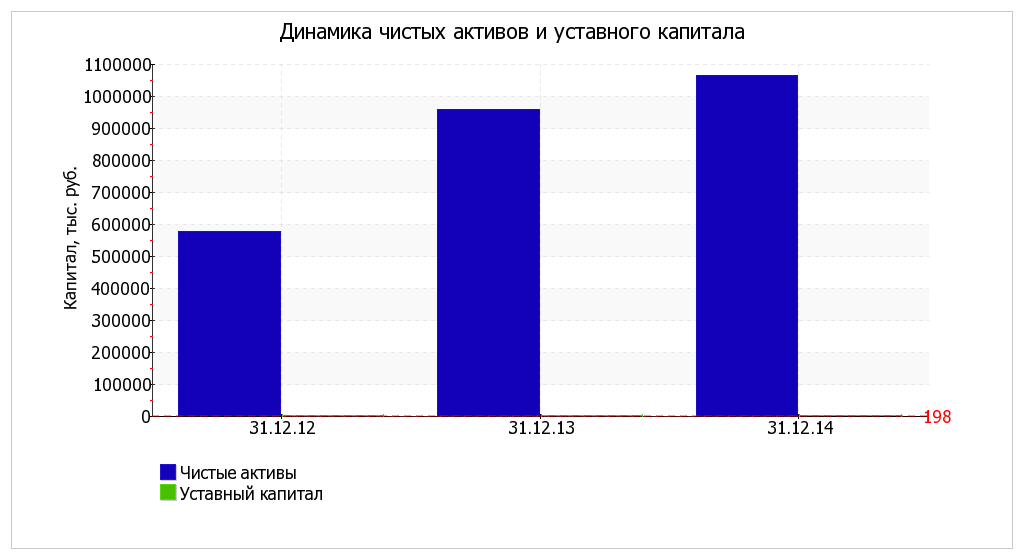 Динамика чистых активов и уставного капитала
Капитал, тыс. руб.
1100000
1000000
900000
800000
700000
600000
500000
400000
300000
200000
100000
0
198
31.12.12 31.12.13 31.12.14
Чистые активы
Уставный капитал